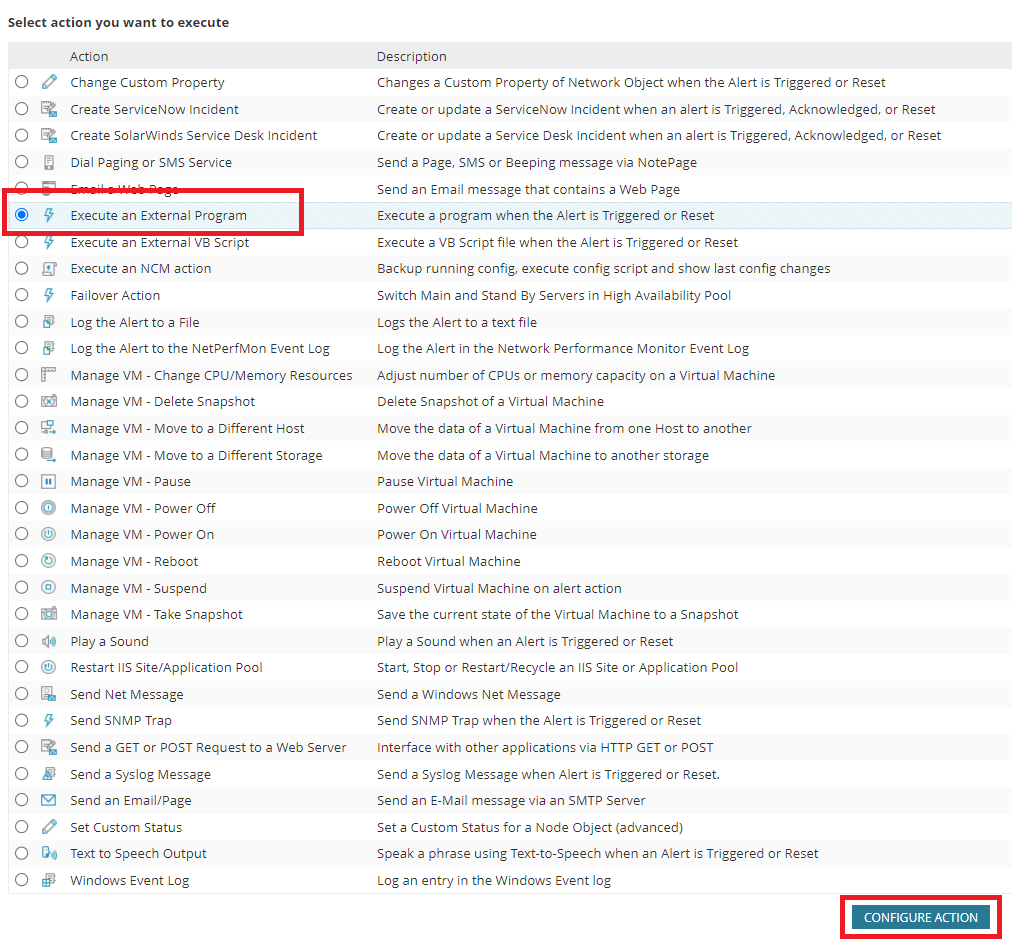 Select action you want to execute
Action Description
Change Custom Property Changes a Custom Property of Network Object when the Alert is Triggered or Reset
Create ServiceNow Incident Create or update a ServiceNow Incident when an alert is Triggered, Acknowledged, or Reset
Create SolarWinds Service Desk Incident Create or update a Service Desk Incident when an alert is Triggered, Acknowledged, or Reset
Dial Paging or SMS Service Send a Page, SMS or Beeping message via NotePage
Email a Web Page Send an Email message that contains a Web Page
Execute an External Program Execute a program when the Alert is Triggered or Reset
Execute an External VB Script Execute a VB Script file when the Alert is Triggered or Reset
Execute an NCM action Backup running config, execute config script and show last config changes
Failover Action Switch Main and Stand By Servers in High Availability Pool
Log the Alert to a File Logs the Alert to a text file
Log the Alert to the NetPerfMon Event Log Log the Alert in the Network Performance Monitor Event Log
Manage VM - Change CPU/Memory Resources Adjust number of CPUs or memory capacity on a Virtual Machine
Manage VM - Delete Snapshot Delete Snapshot of a Virtual Machine
Manage VM - Move to a Different Host Move the data of a Virtual Machine from one Host to another
Manage VM - Move to a Different Storage Move the data of a Virtual Machine to another storage
Manage VM - Pause Pause Virtual Machine
Manage VM - Power Off Power Off Virtual Machine
Manage VM - Power On Power On Virtual Machine
Manage VM - Reboot Reboot Virtual Machine
Manage VM - Suspend Suspend Virtual Machine on alert action
Manage VM - Take Snapshot Save the current state of the Virtual Machine to a Snapshot
Play a Sound Play a Sound when an Alert is Triggered or Reset
Restart IIS Site/Application Pool Start, Stop or Restart/Recycle an IIS Site or Application Pool
Send Net Message Send a Windows Net Message
Send SNMP Trap Send SNMP Trap when the Alert is Triggered or Reset
Send a GET or POST Request to a Web Server Interface with other applications via HTTP GET or POST
Send a Syslog Message Send a Syslog Message when Alert is Triggered or Reset.
Send an Email/Page Send an E-Mail message via an SMTP Server
Set Custom Status Set a Custom Status for a Node Object (advanced)
Text to Speech Output Speak a phrase using Text-to-Speech when an Alert is Triggered or Reset
Windows Event Log Log an entry in the Windows Event log
CONFIGURE ACTION